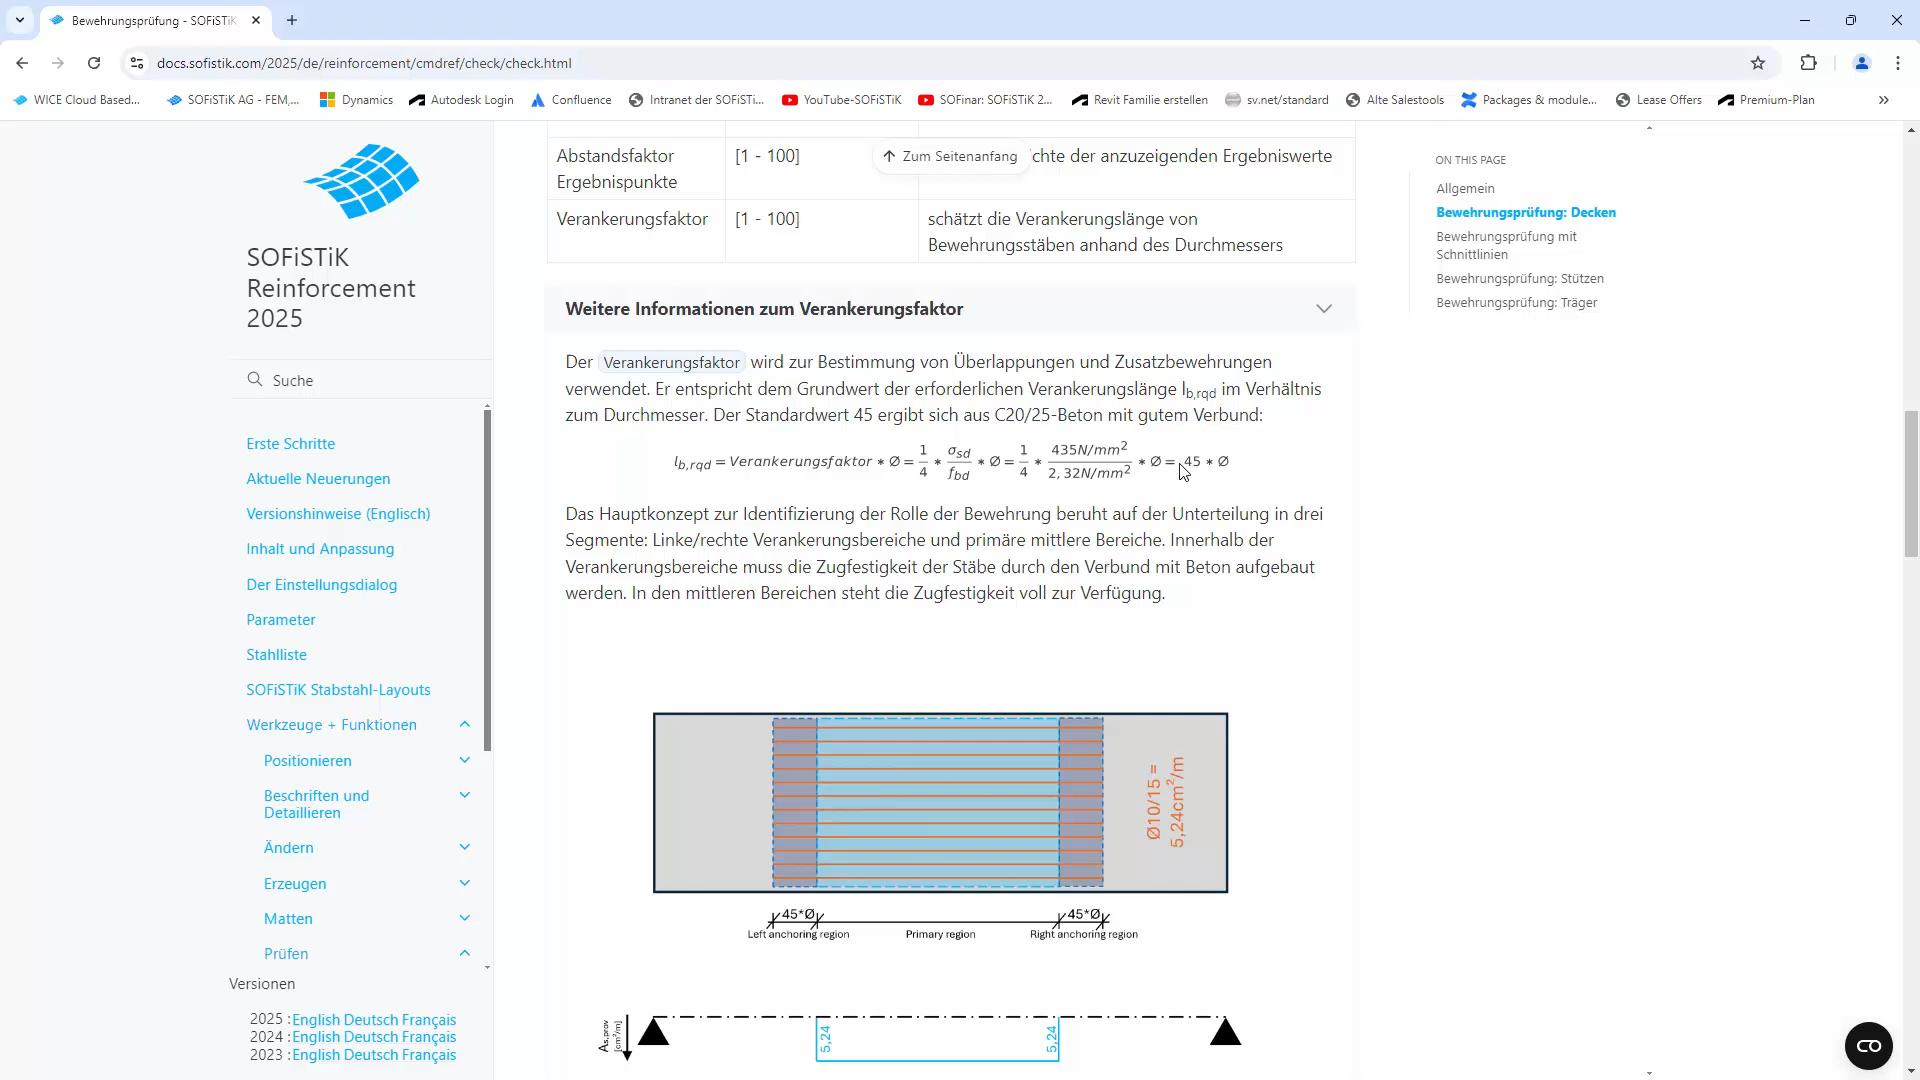 Bewehrungsprüfung - SOFiSTiK
docs.sofistik.com/2025/de/reinforcement/cmdref/check/check.html
WICE Cloud Based...
SOFiSTiK AG - FEM,...
Dynamics
Autodesk Login
Confluence
Intranet der SOFiSTi...
YouTube-SOFiSTiK
SOFinar: SOFiSTiK 2...
Revit Familie erstellen
sv.net/standard
Alte Salestools
Packages & module...
Lease Offers
Premium-Plan
»
SOFiSTiK
Reinforcement
2025
Suche
Erste Schritte
Aktuelle Neuerungen
Versionshinweise (Englisch)
Inhalt und Anpassung
Der Einstellungsdialog
Parameter
Stahlliste
SOFiSTiK Stabstahl-Layouts
Werkzeuge + Funktionen
Positionieren
Beschriften und
Detaillieren
Ändern
Erzeugen
Matten
Prüfen
Versionen
2025 : English Deutsch Français
2024 : English Deutsch Français
2023 : English Deutsch Français
Abstandsfaktor
Ergebnispunkte
[1 - 100]
Zum Seitenanfang
chte der anzuzeigenden Ergebniswerte
Verankerungsfaktor
[1 - 100]
schätzt die Verankerungslänge von
Bewehrungsstäben anhand des Durchmessers
Weitere Informationen zum Verankerungsfaktor
Der Verankerungsfaktor wird zur Bestimmung von Überlappungen und Zusatzbewehrungen
verwendet. Er entspricht dem Grundwert der erforderlichen Verankerungslänge lb,rqd im Verhältnis
zum Durchmesser. Der Standardwert 45 ergibt sich aus C20/25-Beton mit gutem Verbund:
lb,rqd = Verankerungsfaktor * Ø = 1/4 * σsd/fbd * Ø = 1/4 * 435N/mm²/2,32N/mm² * Ø = 45 * Ø
Das Hauptkonzept zur Identifizierung der Rolle der Bewehrung beruht auf der Unterteilung in drei
Segmente: Linke/rechte Verankerungsbereiche und primäre mittlere Bereiche. Innerhalb der
Verankerungsbereiche muss die Zugfestigkeit der Stäbe durch den Verbund mit Beton aufgebaut
werden. In den mittleren Bereichen steht die Zugfestigkeit voll zur Verfügung.
Ø10/15 =
5,24cm²/m
45*Ø
45*Ø
Left anchoring region
Primary region
Right anchoring region
As,prov
[cm²/m]
5,24
5,24
ON THIS PAGE
Allgemein
Bewehrungsprüfung: Decken
Bewehrungsprüfung mit
Schnittlinien
Bewehrungsprüfung: Stützen
Bewehrungsprüfung: Träger